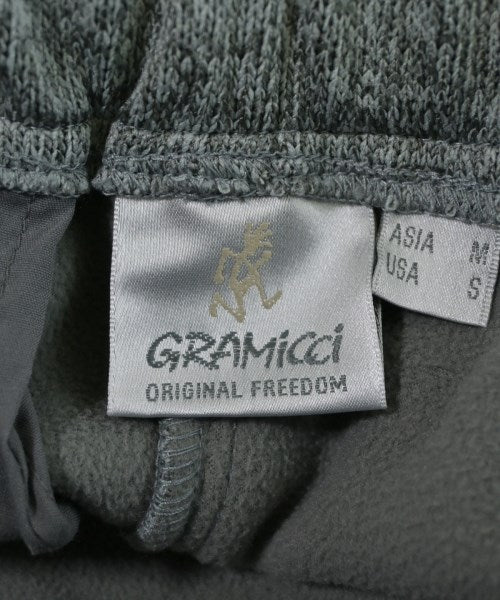 GRAMicci
ORIGINAL FREEDOM
ASIA M
USA S